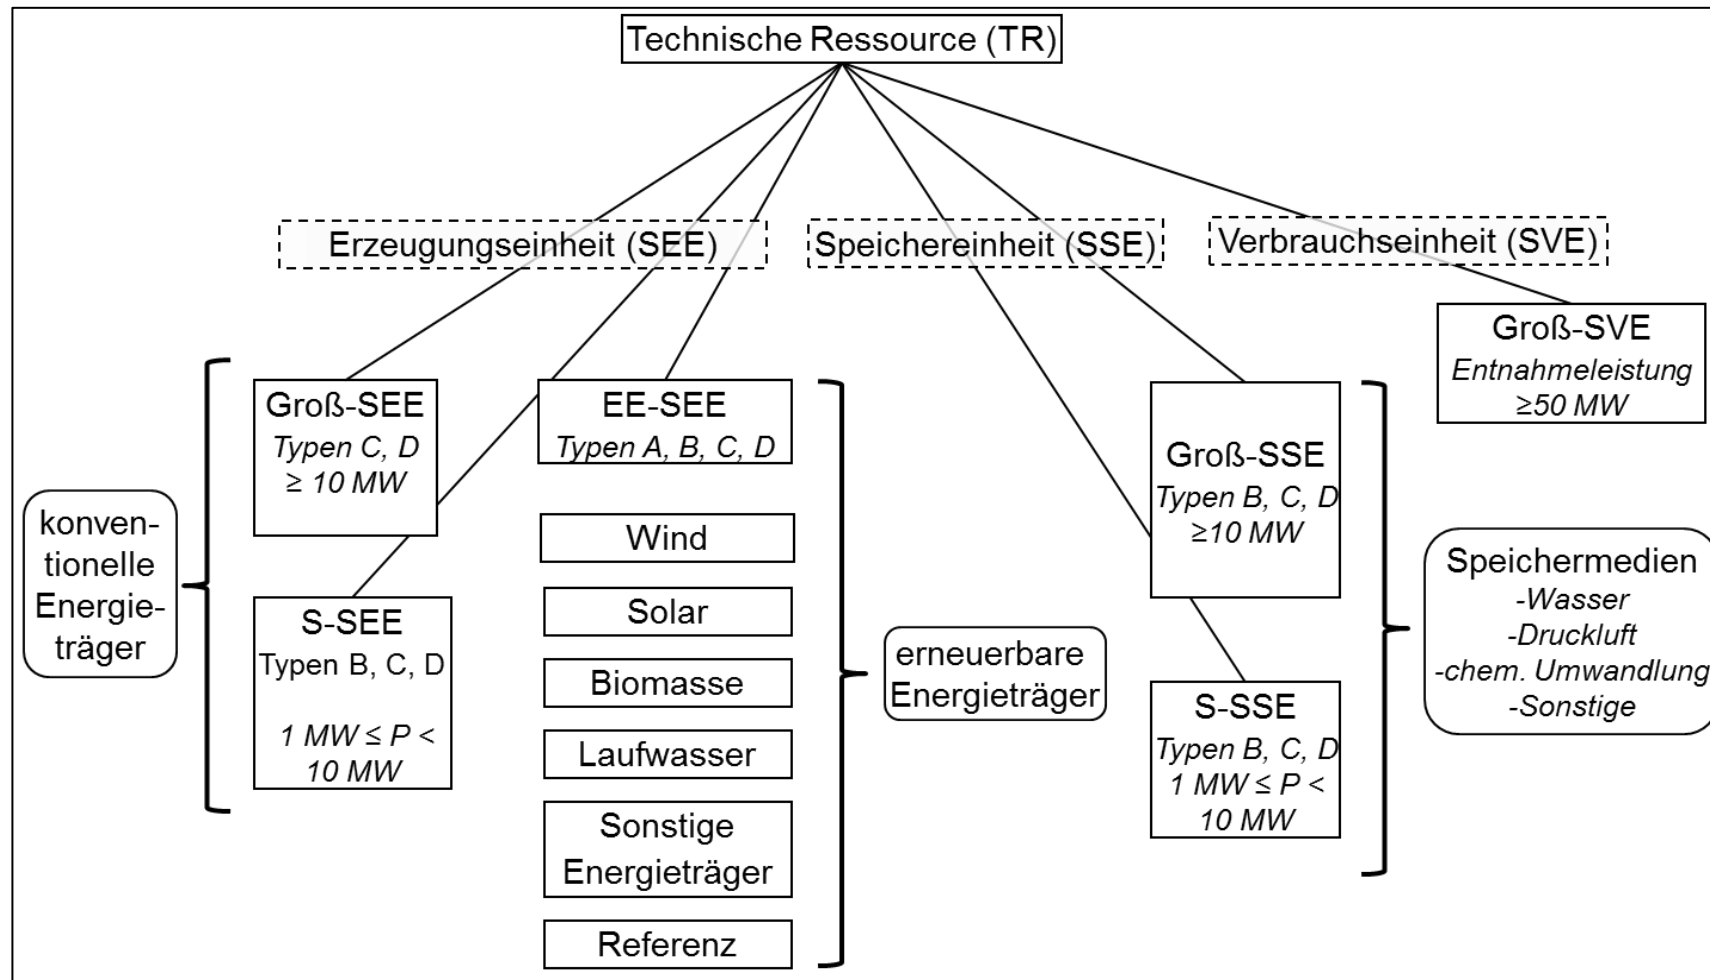 Technische Ressource (TR)
Erzeugungseinheit (SEE)
Speichereinheit (SSE)
Verbrauchseinheit (SVE)
konven-
tionelle
Energie-
träger
Groß-SEE
Typen C, D
≥ 10 MW
S-SEE
Typen B, C, D
1 MW ≤ P <
10 MW
EE-SEE
Typen A, B, C, D
Wind
Solar
Biomasse
Laufwasser
Sonstige
Energieträger
Referenz
erneuerbare
Energieträger
Groß-SSE
Typen B, C, D
≥10 MW
S-SSE
Typen B, C, D
1 MW ≤ P <
10 MW
Groß-SVE
Entnahmeleistung
≥50 MW
Speichermedien
-Wasser
-Druckluft
-chem. Umwandlung
-Sonstige